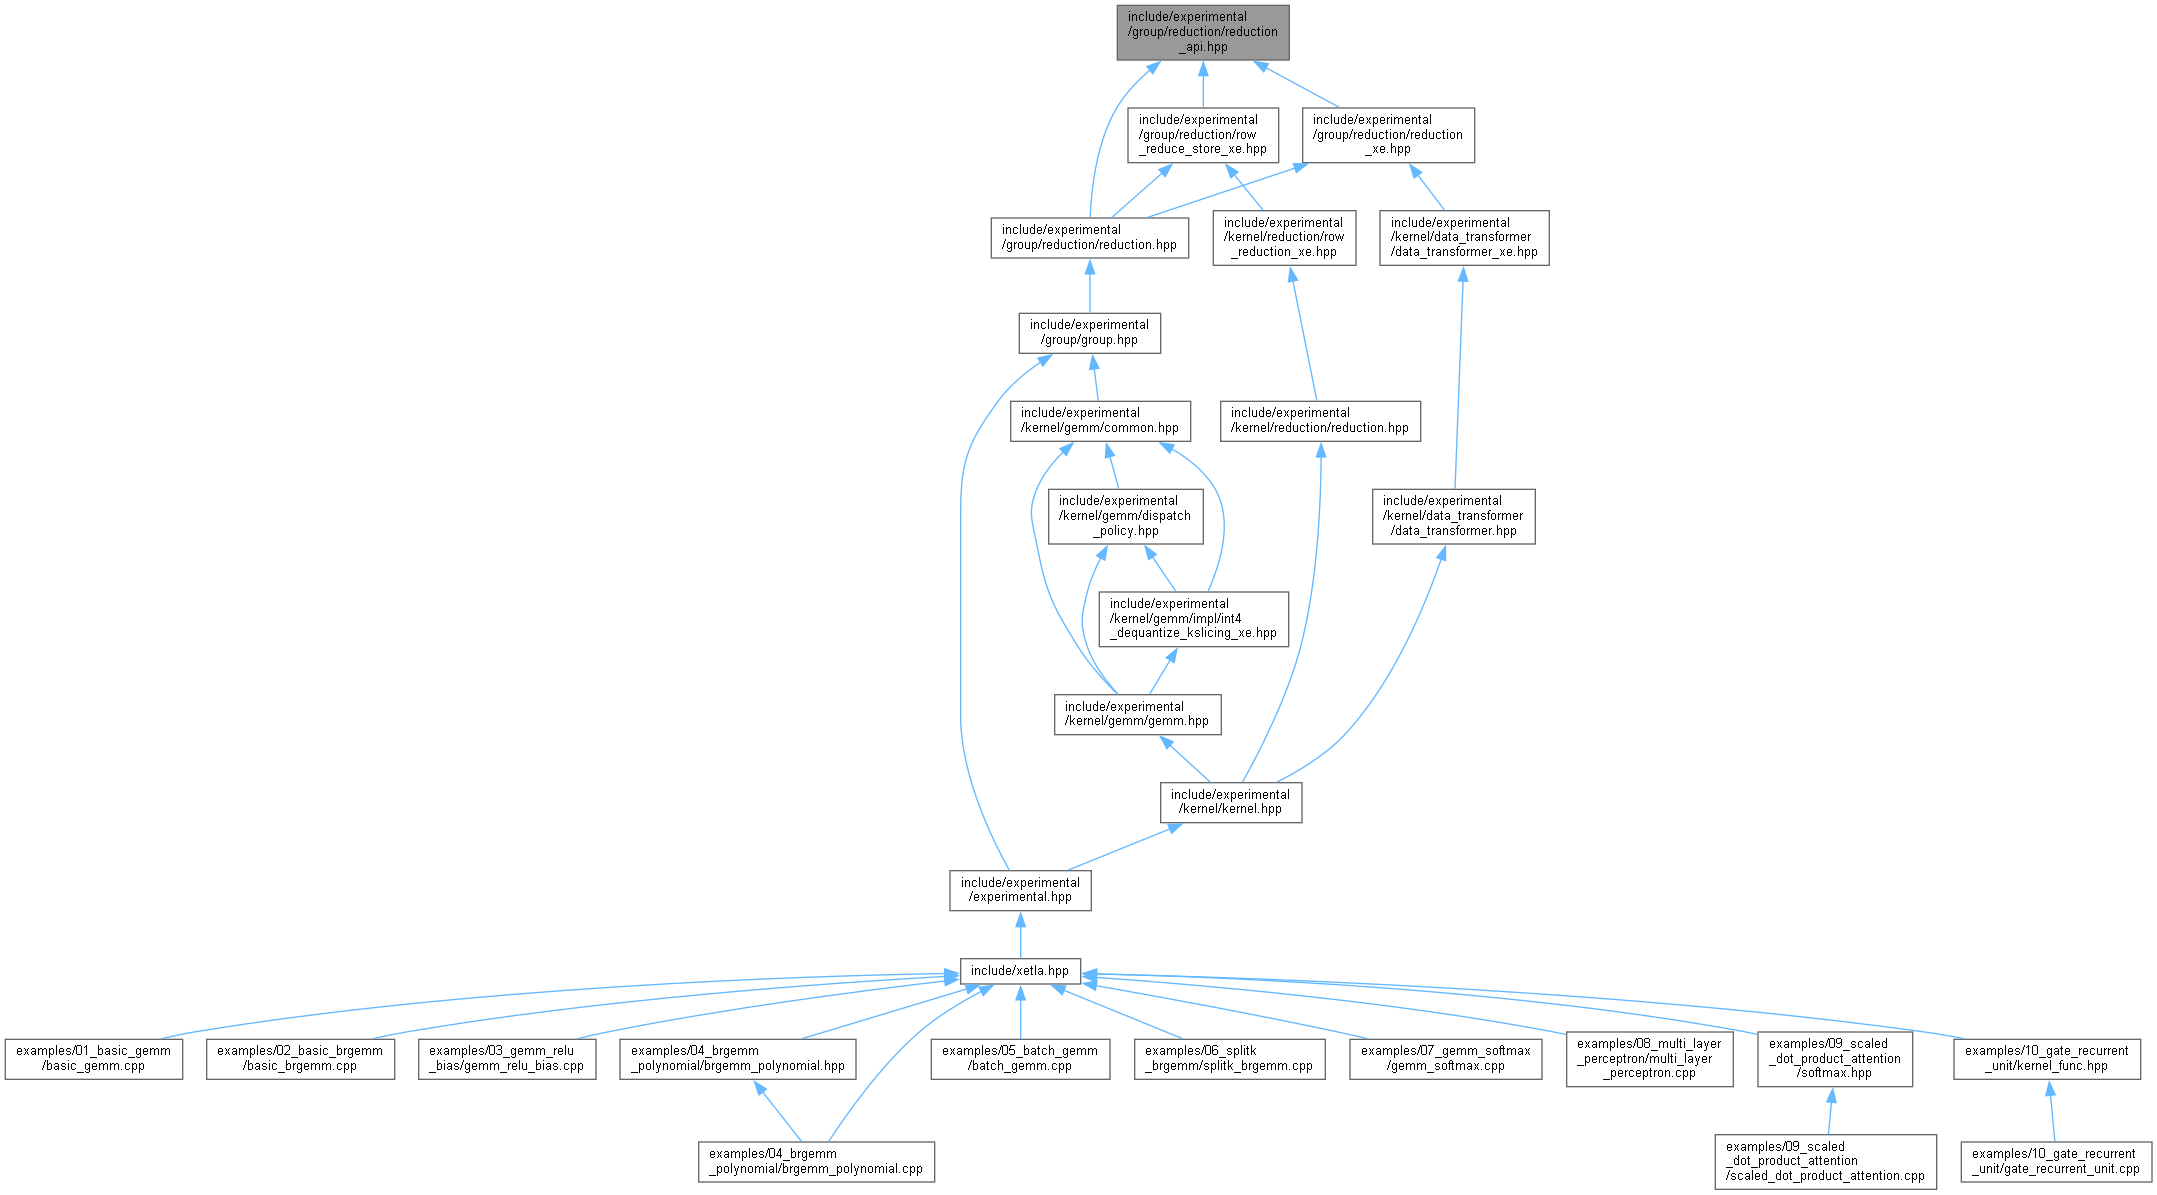 include/experimental
/group/reduction/reduction
_api.hpp
include/experimental
/group/reduction/row
_reduce_store_xe.hpp
include/experimental
/group/reduction/reduction
_xe.hpp
include/experimental
/group/reduction/reduction.hpp
include/experimental
/kernel/reduction/row
_reduction_xe.hpp
include/experimental
/kernel/data_transformer
/data_transformer_xe.hpp
include/experimental
/group/group.hpp
include/experimental
/kernel/gemm/common.hpp
include/experimental
/kernel/reduction/reduction.hpp
include/experimental
/kernel/gemm/dispatch
_policy.hpp
include/experimental
/kernel/data_transformer
/data_transformer.hpp
include/experimental
/kernel/gemm/impl/int4
_dequantize_kslicing_xe.hpp
include/experimental
/kernel/gemm/gemm.hpp
include/experimental
/kernel/kernel.hpp
include/experimental
/experimental.hpp
include/xetla.hpp
examples/01_basic_gemm
/basic_gemm.cpp
examples/02_basic_brgemm
/basic_brgemm.cpp
examples/03_gemm_relu
_bias/gemm_relu_bias.cpp
examples/04_brgemm
_polynomial/brgemm_polynomial.hpp
examples/05_batch_gemm
/batch_gemm.cpp
examples/06_splitk
_brgemm/splitk_brgemm.cpp
examples/07_gemm_softmax
/gemm_softmax.cpp
examples/08_multi_layer
_perceptron/multi_layer
_perceptron.cpp
examples/09_scaled
_dot_product_attention
/softmax.hpp
examples/10_gate_recurrent
_unit/kernel_func.hpp
examples/04_brgemm
_polynomial/brgemm_polynomial.cpp
examples/09_scaled
_dot_product_attention
/scaled_dot_product_attention.cpp
examples/10_gate_recurrent
_unit/gate_recurrent_unit.cpp